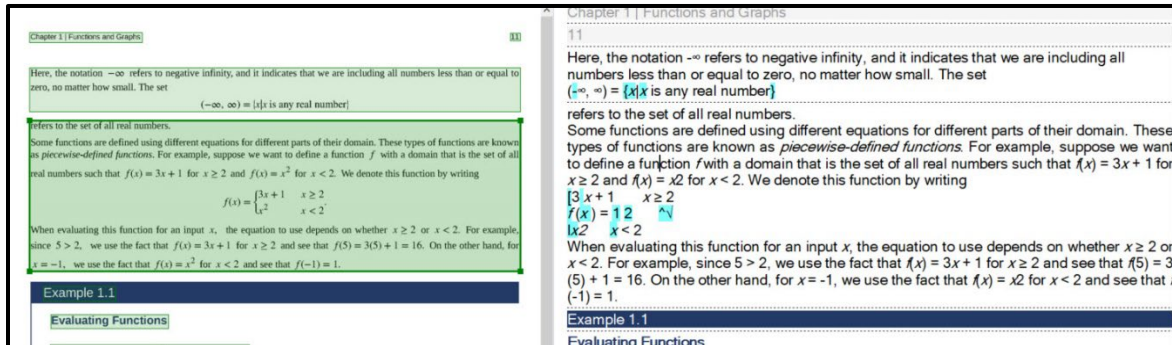 Chapter 1 | Functions and Graphs
11
Here, the notation −∞ refers to negative infinity, and it indicates that we are including all numbers less than or equal to
zero, no matter how small. The set
(−∞, ∞) = {x|x is any real number}
refers to the set of all real numbers.
Some functions are defined using different equations for different parts of their domain. These types of functions are known
as piecewise-defined functions. For example, suppose we want to define a function f with a domain that is the set of all
real numbers such that f(x) = 3x + 1 for x ≥ 2 and f(x) = x² for x < 2. We denote this function by writing
f(x) = {3x + 1 x ≥ 2
x² x < 2.
When evaluating this function for an input x, the equation to use depends on whether x ≥ 2 or x < 2. For example,
since 5 > 2, we use the fact that f(x) = 3x + 1 for x ≥ 2 and see that f(5) = 3(5) + 1 = 16. On the other hand, for
x = −1, we use the fact that f(x) = x² for x < 2 and see that f(−1) = 1.
Example 1.1
Evaluating Functions
Chapter 1 | Functions and Graphs
11
Here, the notation -∞ refers to negative infinity, and it indicates that we are including all
numbers less than or equal to zero, no matter how small. The set
(-∞, ∞) = {x|x is any real number}
refers to the set of all real numbers.
Some functions are defined using different equations for different parts of their domain. These
types of functions are known as piecewise-defined functions. For example, suppose we want
to define a function f with a domain that is the set of all real numbers such that f(x) = 3x + 1 for
x ≥ 2 and f(x) = x2 for x < 2. We denote this function by writing
[3 x + 1 x ≥ 2
f(x) = 1 2 ^√
lx2 x < 2
When evaluating this function for an input x, the equation to use depends on whether x ≥ 2 or
x < 2. For example, since 5 > 2, we use the fact that f(x) = 3x + 1 for x ≥ 2 and see that f(5) = 3
(5) + 1 = 16. On the other hand, for x = -1, we use the fact that f(x) = x2 for x < 2 and see that
(-1) = 1.
Example 1.1
Evaluating Functions